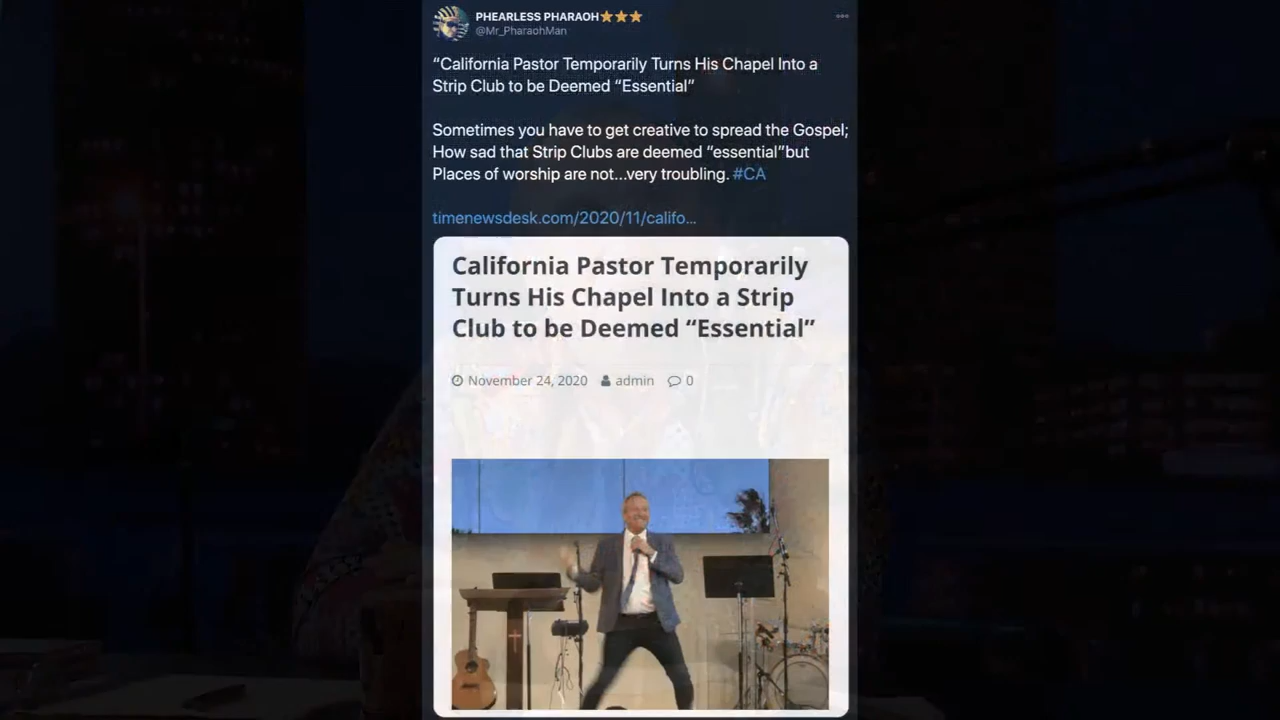 PHEARLESS PHARAOH⭐⭐⭐
@Mr_PharaohMan
“California Pastor Temporarily Turns His Chapel Into a
Strip Club to be Deemed “Essential”
Sometimes you have to get creative to spread the Gospel;
How sad that Strip Clubs are deemed “essential”but
Places of worship are not...very troubling. #CA
timenewsdesk.com/2020/11/califo...
California Pastor Temporarily
Turns His Chapel Into a Strip
Club to be Deemed “Essential”
November 24, 2020 admin 0